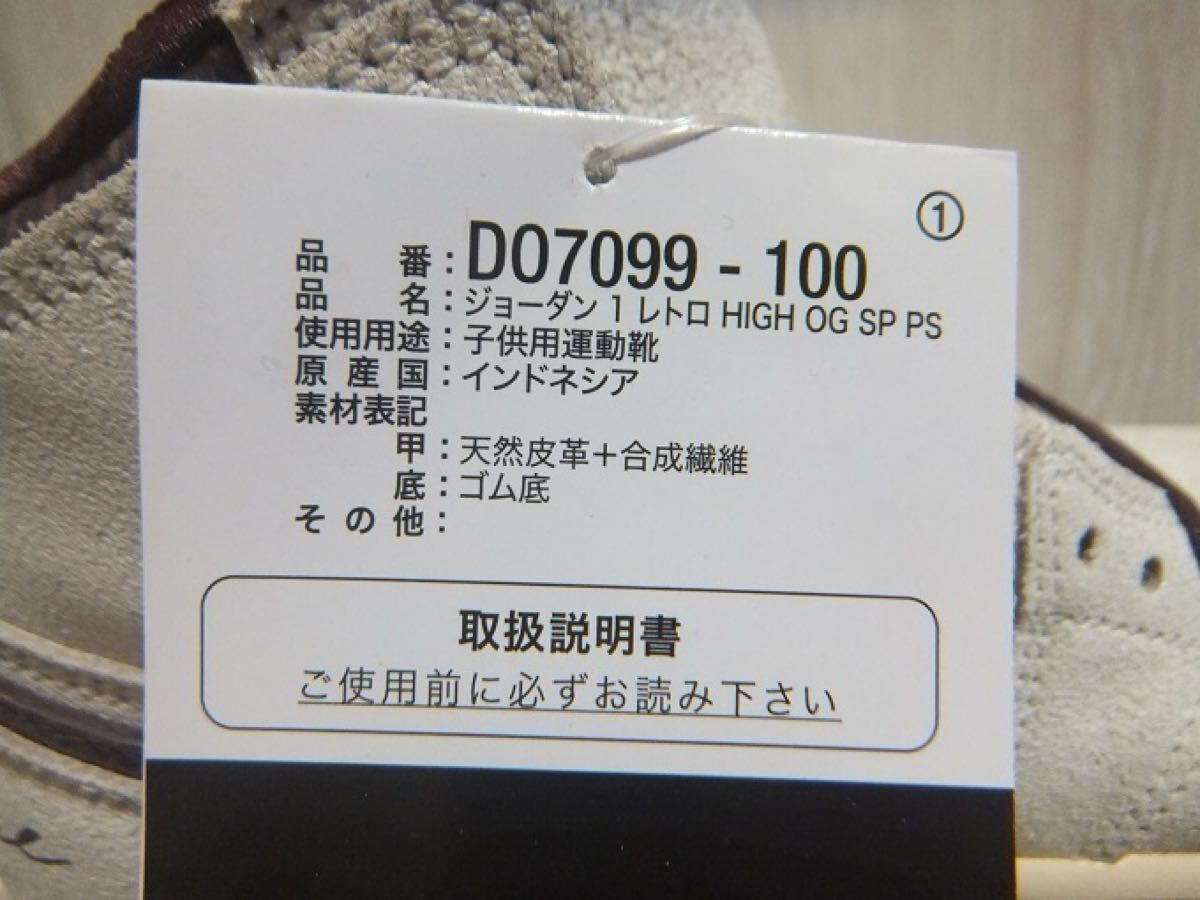 ①
品番：DO7099-100
品名：ジョーダン 1 レトロ HIGH OG SP PS
使用用途：子供用運動靴
原産国：インドネシア
素材表記
甲：天然皮革＋合成繊維
底：ゴム底
その他：
取扱説明書
ご使用前に必ずお読み下さい